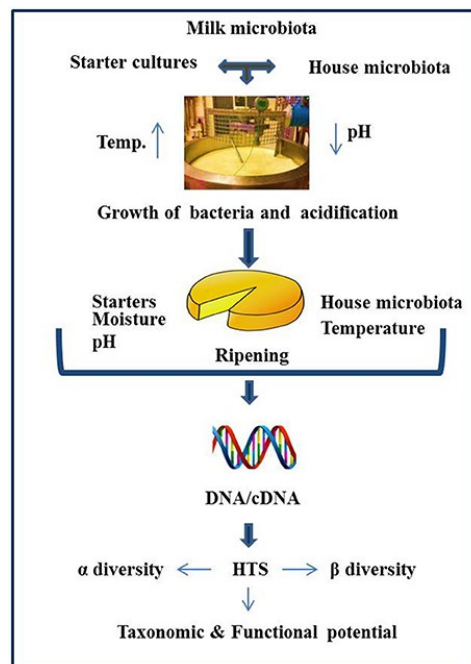 Milk microbiota
Starter cultures
House microbiota
Temp.
pH
Growth of bacteria and acidification
Starters
Moisture
pH
House microbiota
Temperature
Ripening
DNA/cDNA
α diversity
HTS
β diversity
Taxonomic & Functional potential